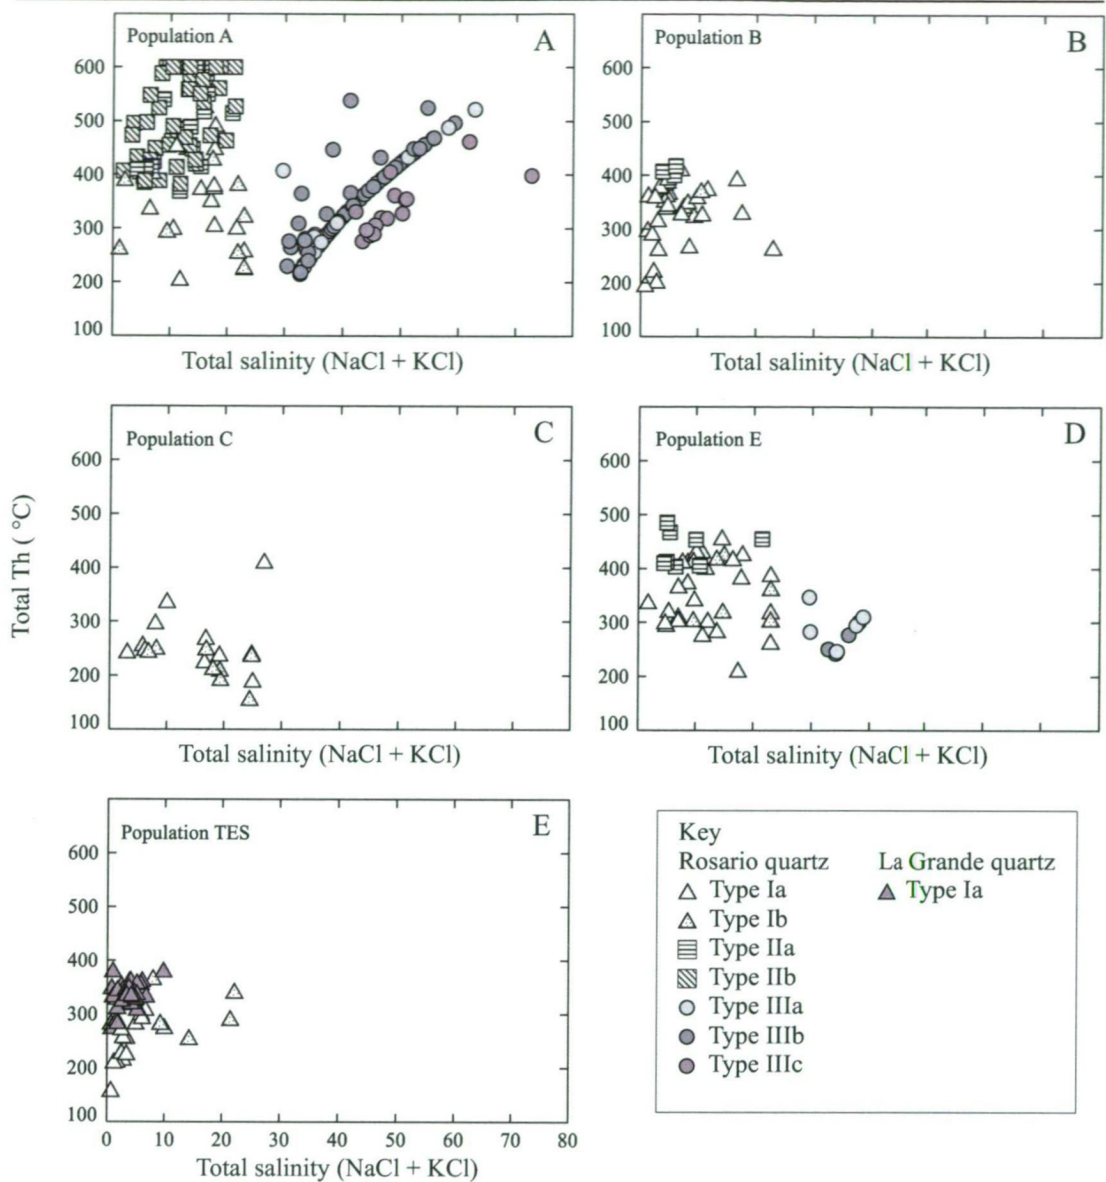 Population A
A
600
500
400
300
200
100
Total salinity (NaCl + KCl)
Population B
B
600
500
400
300
200
100
Total salinity (NaCl + KCl)
Total Th ( °C)
Population C
C
600
500
400
300
200
100
Total salinity (NaCl + KCl)
Population E
D
600
500
400
300
200
100
Total salinity (NaCl + KCl)
Population TES
E
600
500
400
300
200
100
0 10 20 30 40 50 60 70 80
Total salinity (NaCl + KCl)
Key
Rosario quartz
La Grande quartz
Type Ia
Type Ia
Type Ib
Type IIa
Type IIb
Type IIIa
Type IIIb
Type IIIc